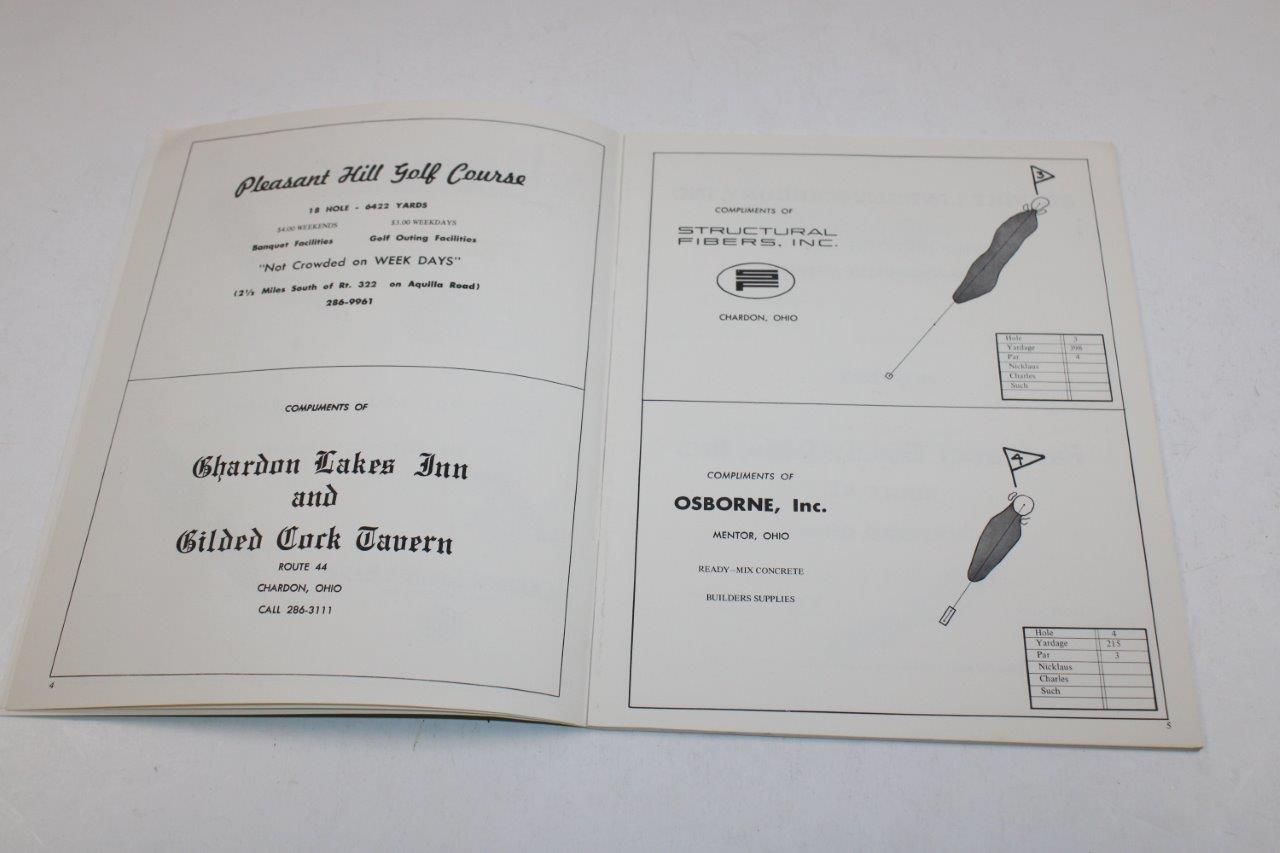 Pleasant Hill Golf Course
18 HOLE - 6422 YARDS
$4.00 WEEKENDS $3.00 WEEKDAYS
Banquet Facilities Golf Outing Facilities
"Not Crowded on WEEK DAYS"
(2½ Miles South of Rt. 322 on Aquilla Road)
286-9961
COMPLIMENTS OF
Chardon Lakes Inn
and
Gilded Cock Tavern
ROUTE 44
CHARDON, OHIO
CALL 286-3111
4
3
COMPLIMENTS OF
STRUCTURAL
FIBERS, INC.
SF
CHARDON, OHIO
Hole 3
Yardage 398
Par 4
Nicklaus
Charles
Such
4
COMPLIMENTS OF
OSBORNE, Inc.
MENTOR, OHIO
READY-MIX CONCRETE
BUILDERS SUPPLIES
Hole 4
Yardage 215
Par 3
Nicklaus
Charles
Such
5